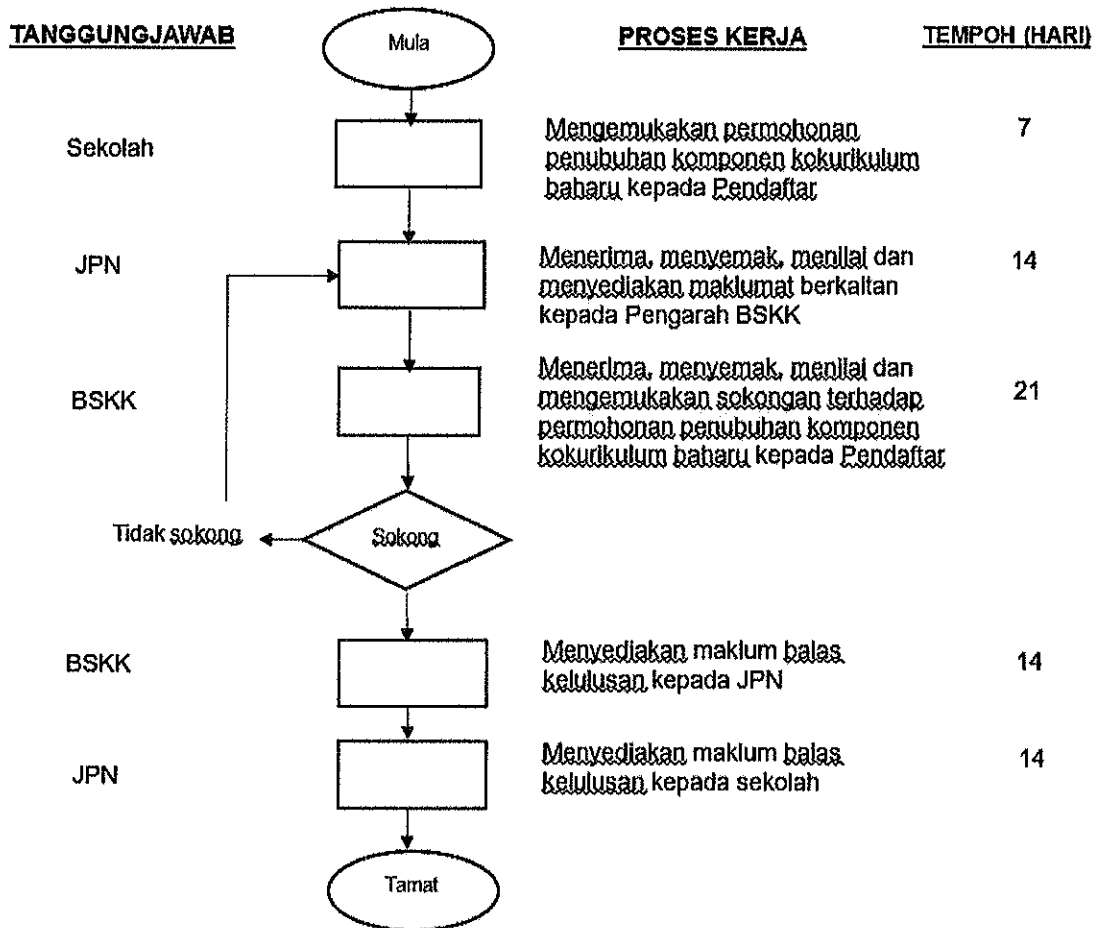 TANGGUNGJAWAB
Mula
PROSES KERJA
TEMPOH (HARI)
Sekolah
Mengemukakan permohonan
penubuhan komponen kokurikulum
baharu kepada Pendaftar
7
JPN
Menerima, menyemak, menilai dan
menyediakan maklumat berkaitan
kepada Pengarah BSKK
14
BSKK
Menerima, menyemak, menilai dan
mengemukakan sokongan terhadap
permohonan penubuhan komponen
kokurikulum baharu kepada Pendaftar
21
Tidak sokong
Sokong
BSKK
Menyediakan maklum balas
kelulusan kepada JPN
14
JPN
Menyediakan maklum balas
kelulusan kepada sekolah
14
Tamat